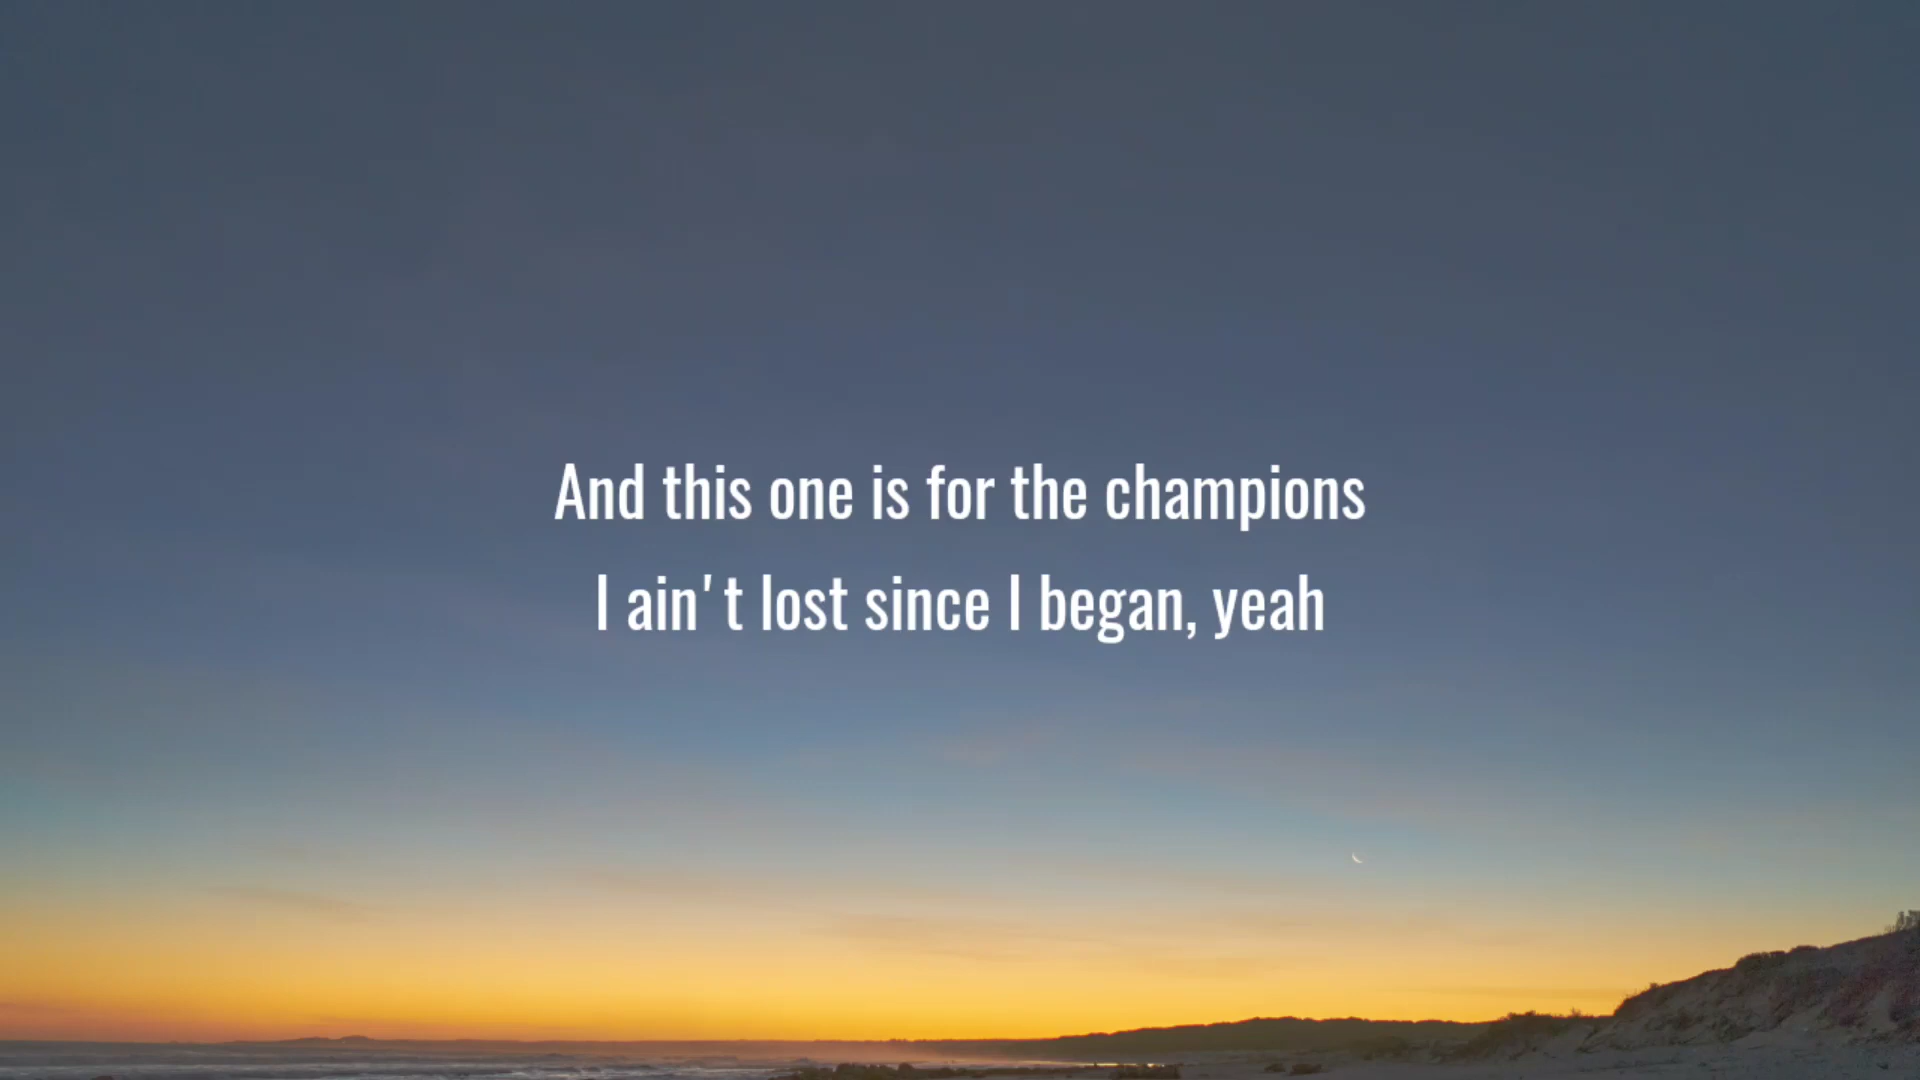 And this one is for the champions
I ain't lost since I began, yeah